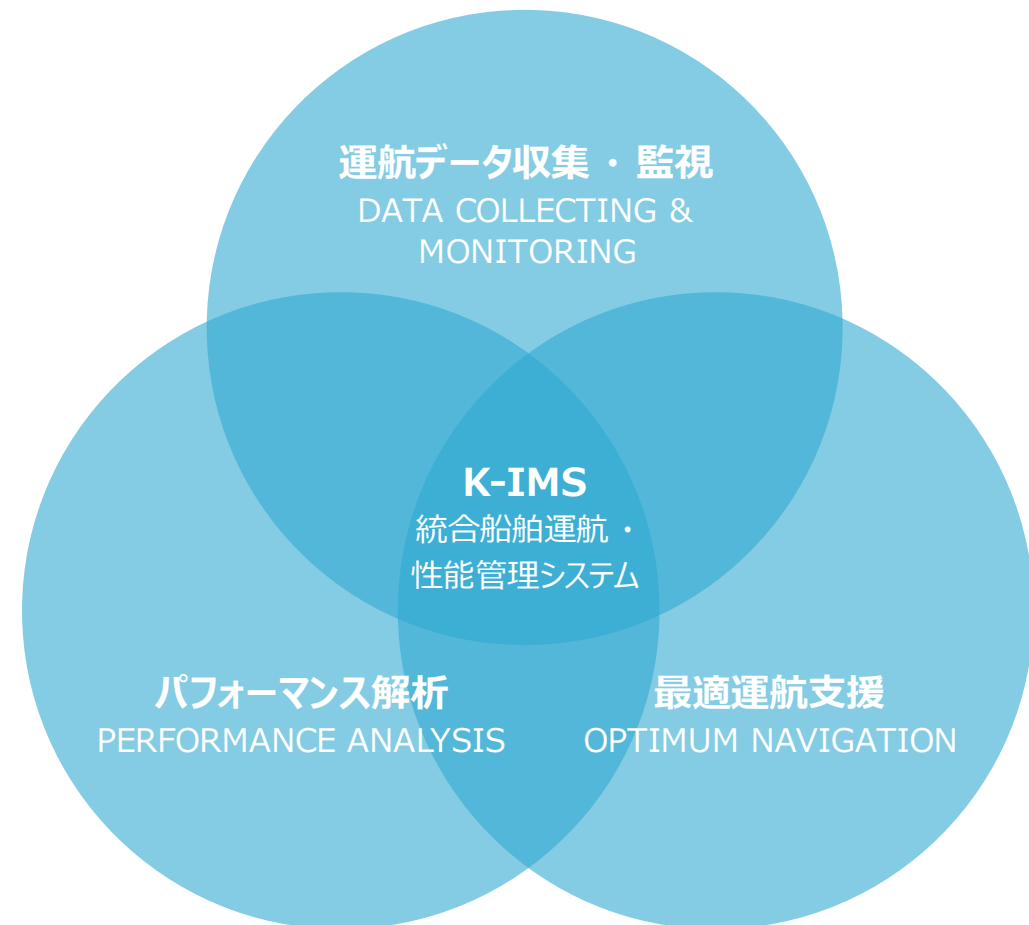 運航データ収集 ・ 監視
DATA COLLECTING &
MONITORING
K-IMS
統合船舶運航 ・
性能管理システム
パフォーマンス解析
PERFORMANCE ANALYSIS
最適運航支援
OPTIMUM NAVIGATION